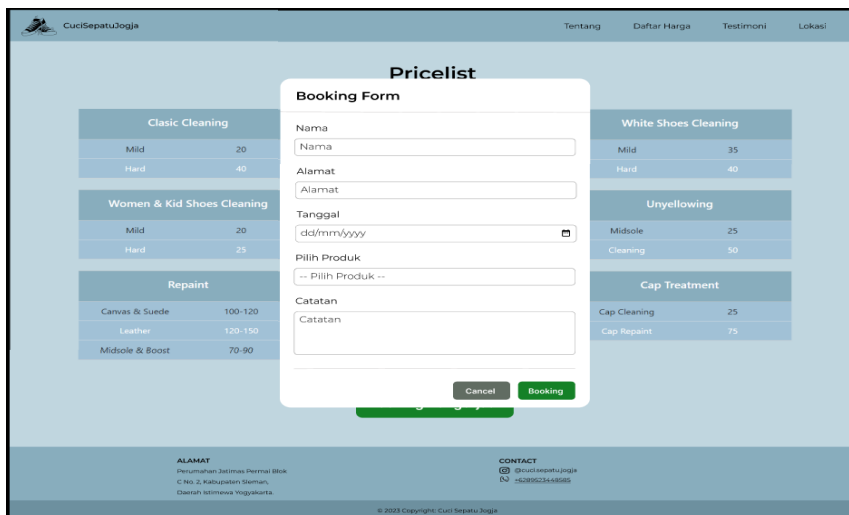 CuciSepatuJogja
Tentang
Daftar Harga
Testimoni
Lokasi
Pricelist
Clasic Cleaning
Mild 20
Hard 40
Women & Kid Shoes Cleaning
Mild 20
Hard 25
Repaint
Canvas & Suede 100-120
Leather 120-150
Midsole & Boost 70-90
Booking Form
Nama
Nama
Alamat
Alamat
Tanggal
dd/mm/yyyy
Pilih Produk
-- Pilih Produk --
Catatan
Catatan
Cancel
Booking
White Shoes Cleaning
Mild 35
Hard 40
Unyellowing
Midsole 25
Cleaning 50
Cap Treatment
Cap Cleaning 25
Cap Repaint 75
ALAMAT
Perumahan Jatimas Permai Blok
C No. 2, Kabupaten Sleman,
Daerah Istimewa Yogyakarta.
CONTACT
@cuci.sepatu.jogja
+6289523449585
© 2023 Copyright: Cuci Sepatu Jogja